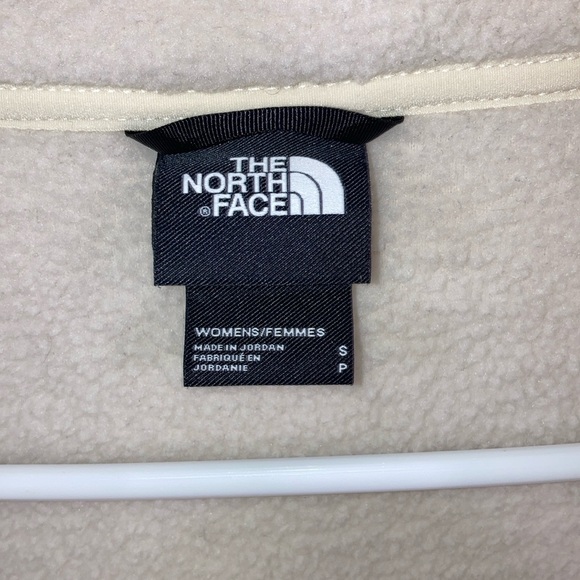 THE
NORTH
®FACE
WOMENS/FEMMES
MADE IN JORDAN
FABRIQUÉ EN
JORDANIE
S
P